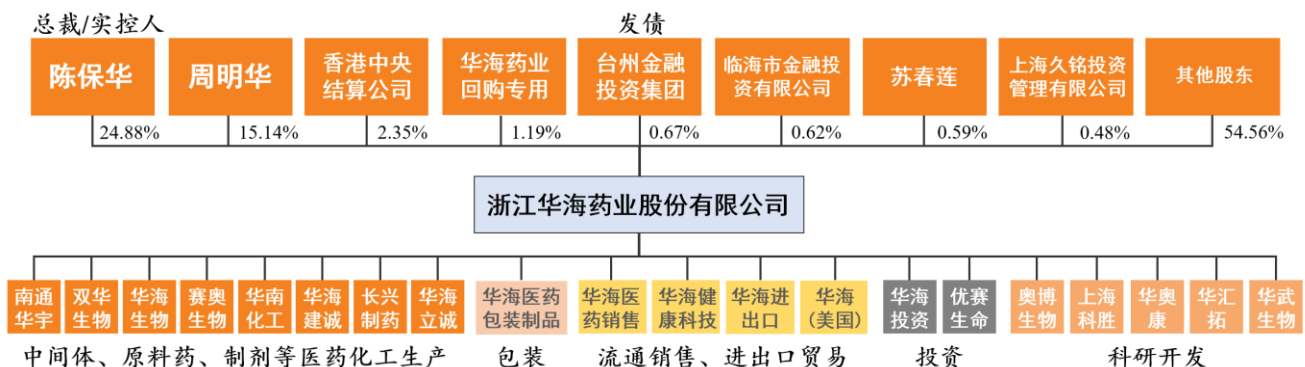 总裁/实控人
发债
陈保华
周明华
香港中央
结算公司
华海药业
回购专用
台州金融
投资集团
临海市金融投
资有限公司
苏春莲
上海久铭投资
管理有限公司
其他股东
24.88%
15.14%
2.35%
1.19%
0.67%
0.62%
0.59%
0.48%
54.56%
浙江华海药业股份有限公司
南通
华宇
双华
生物
华海
生物
赛奥
生物
华南
化工
华海
建诚
长兴
制药
华海
立诚
华海医药
包装制品
华海医
药销售
华海健
康科技
华海进
出口
华海
(美国)
华海
投资
优赛
生命
奥博
生物
上海
科胜
华奥
康
华汇
拓
华武
生物
中间体、原料药、制剂等医药化工生产
包装
流通销售、进出口贸易
投资
科研开发